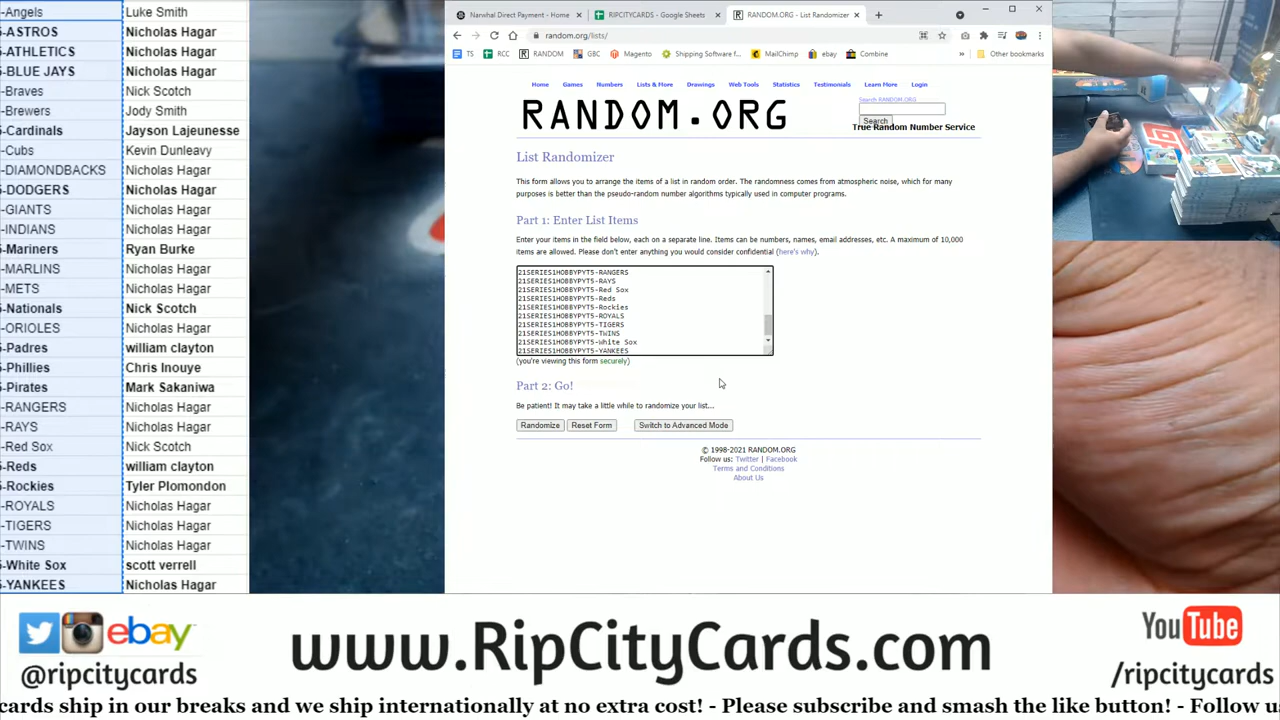 -Angels Luke Smith
-ASTROS Nicholas Hagar
-ATHLETICS Nicholas Hagar
-BLUE JAYS Nicholas Hagar
-Braves Nick Scotch
-Brewers Jody Smith
-Cardinals Jayson Lajeunesse
-Cubs Kevin Dunleavy
-DIAMONDBACKS Nicholas Hagar
-DODGERS Nicholas Hagar
-GIANTS Nicholas Hagar
-INDIANS Nicholas Hagar
-Mariners Ryan Burke
-MARLINS Nicholas Hagar
-METS Nicholas Hagar
-Nationals Nick Scotch
-ORIOLES Nicholas Hagar
-Padres william clayton
-Phillies Chris Inouye
-Pirates Mark Sakaniwa
-RANGERS Nicholas Hagar
-RAYS Nicholas Hagar
-Red Sox Nick Scotch
-Reds william clayton
-Rockies Tyler Plomondon
-ROYALS Nicholas Hagar
-TIGERS Nicholas Hagar
-TWINS Nicholas Hagar
-White Sox scott verrell
-YANKEES Nicholas Hagar
Narwhal Direct Payment - Home RIPCITYCARDS - Google Sheets RANDOM.ORG - List Randomizer
random.org/lists/
TS RCC RANDOM GBC Magento Shipping Software f... MailChimp ebay Combine » Other bookmarks
Home Games Numbers Lists & More Drawings Web Tools Statistics Testimonials Learn More Login
RANDOM.ORG
Search RANDOM.ORG
Search
True Random Number Service
List Randomizer
This form allows you to arrange the items of a list in random order. The randomness comes from atmospheric noise, which for many
purposes is better than the pseudo-random number algorithms typically used in computer programs.
Part 1: Enter List Items
Enter your items in the field below, each on a separate line. Items can be numbers, names, email addresses, etc. A maximum of 10,000
items are allowed. Please don't enter anything you would consider confidential (here's why).
21SERIES1HOBBYPYT5-RANGERS
21SERIES1HOBBYPYT5-RAYS
21SERIES1HOBBYPYT5-Red Sox
21SERIES1HOBBYPYT5-Reds
21SERIES1HOBBYPYT5-Rockies
21SERIES1HOBBYPYT5-ROYALS
21SERIES1HOBBYPYT5-TIGERS
21SERIES1HOBBYPYT5-TWINS
21SERIES1HOBBYPYT5-White Sox
21SERIES1HOBBYPYT5-YANKEES
(you're viewing this form securely)
Part 2: Go!
Be patient! It may take a little while to randomize your list...
Randomize Reset Form Switch to Advanced Mode
© 1998-2021 RANDOM.ORG
Follow us: Twitter | Facebook
Terms and Conditions
About Us
ebay
@ripcitycards
www.RipCityCards.com
YouTube
/ripcitycards
cards ship in our breaks and we ship internationally at no extra cost! - Please subscribe and smash the like button! - Follow u